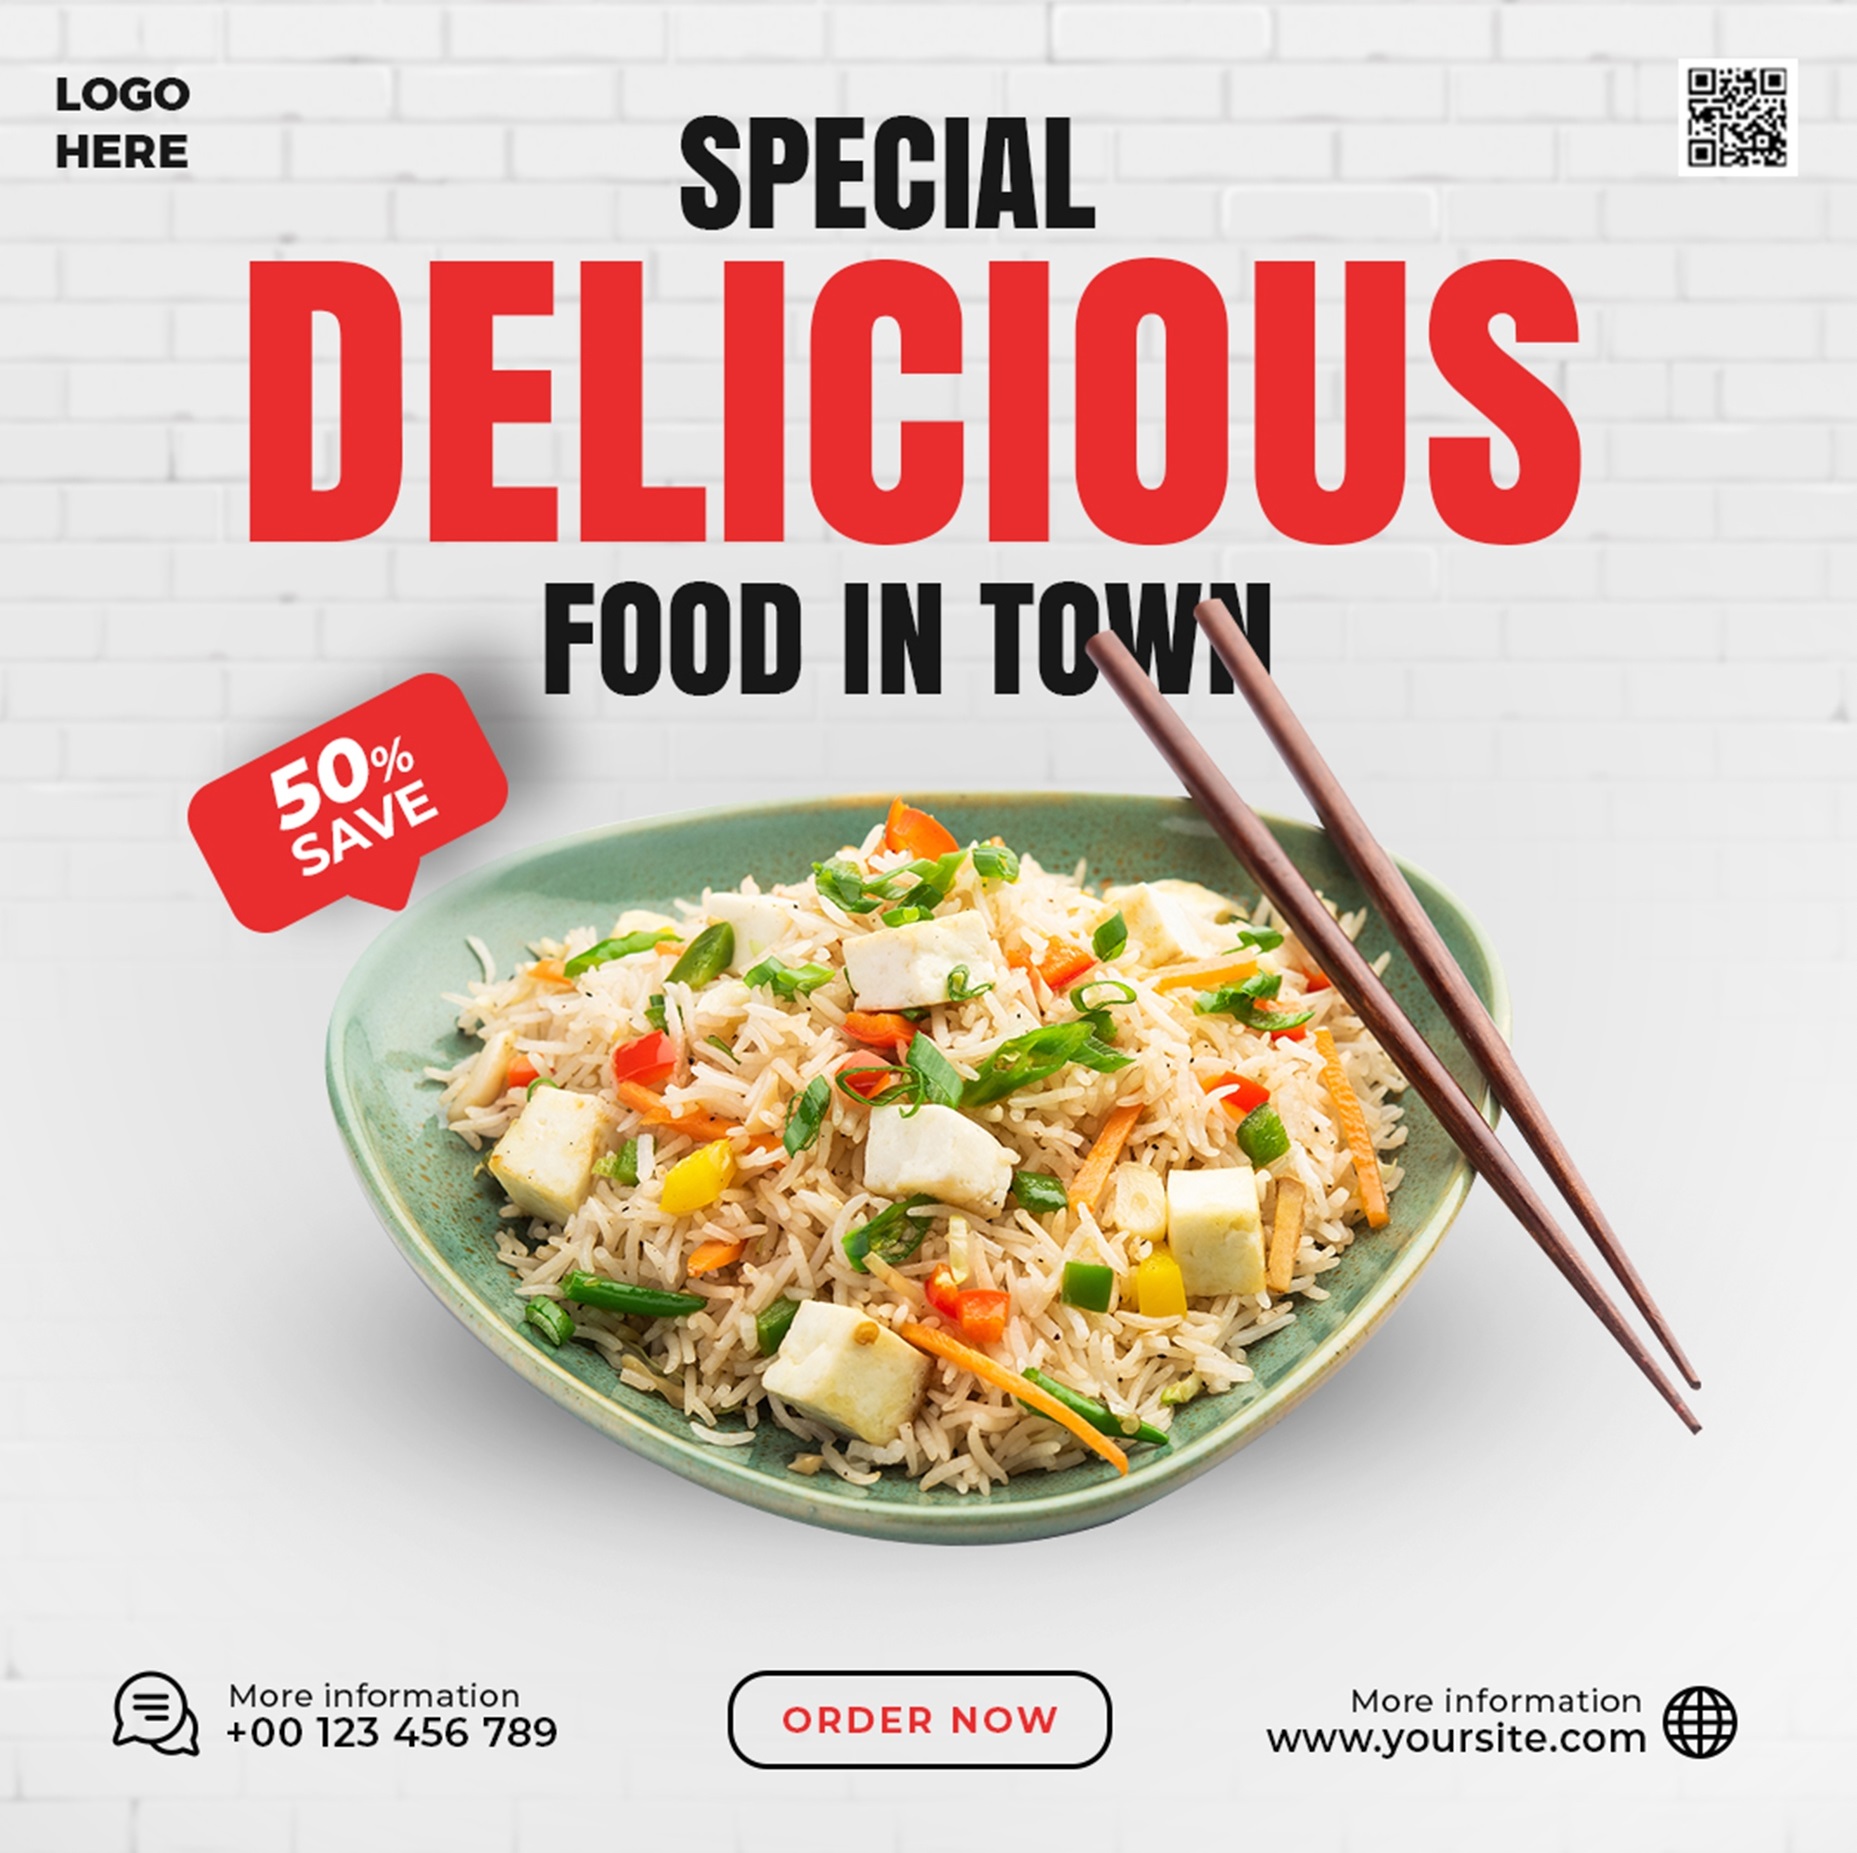 LOGO
HERE
SPECIAL
DELICIOUS
FOOD IN TOWN
50%
SAVE
More information
+00 123 456 789
ORDER NOW
More information
www.yoursite.com